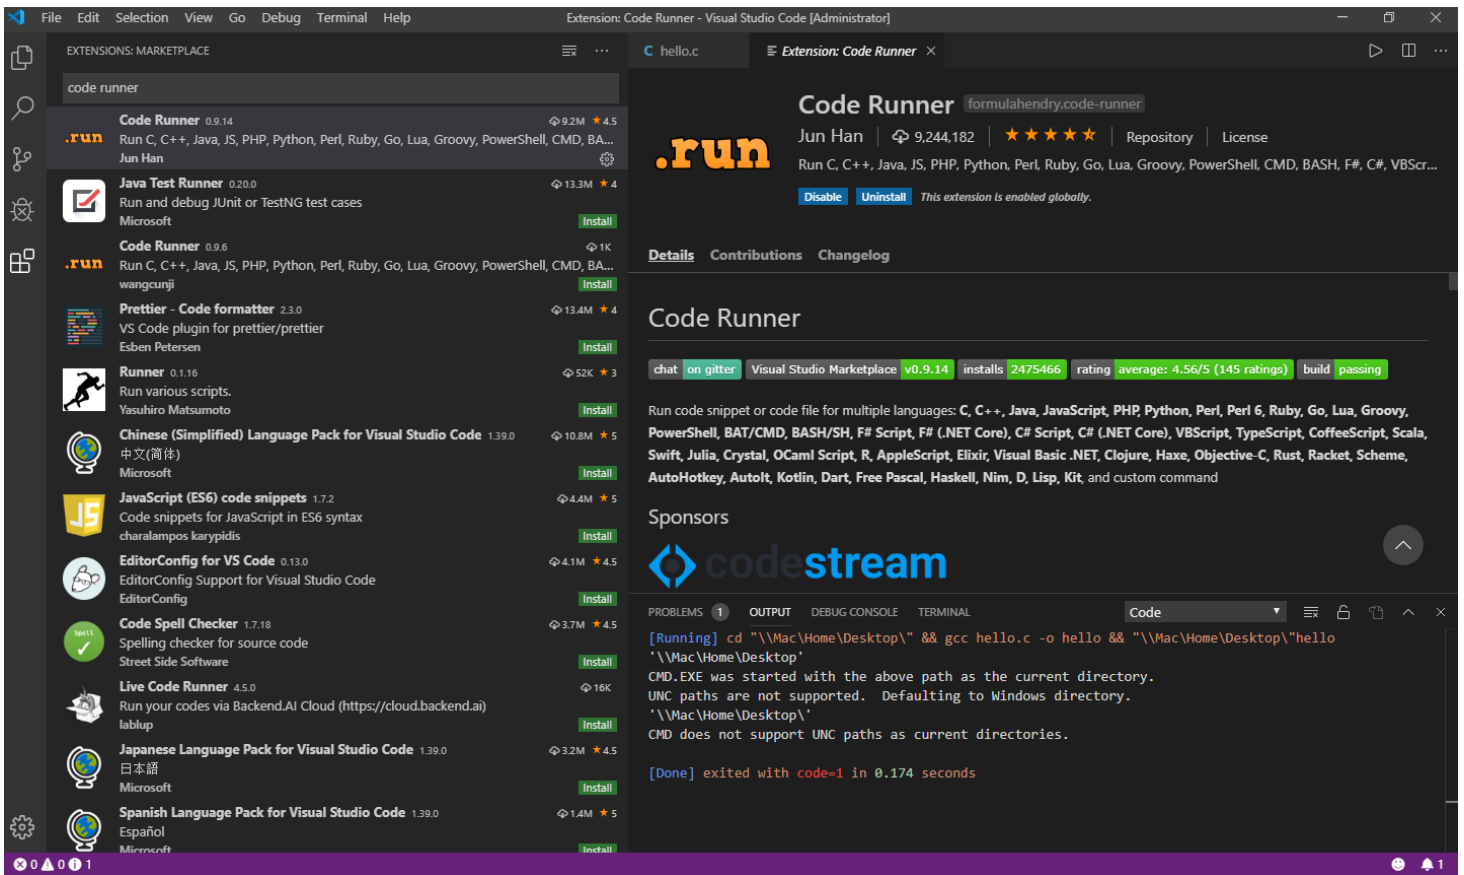 File Edit Selection View Go Debug Terminal Help
Extension: Code Runner - Visual Studio Code [Administrator]
EXTENSIONS: MARKETPLACE
code runner
Code Runner 0.9.14 9.2M ★4.5
.run
Run C, C++, Java, JS, PHP, Python, Perl, Ruby, Go, Lua, Groovy, PowerShell, CMD, BA...
Jun Han
Java Test Runner 0.20.0 13.3M ★4
Run and debug JUnit or TestNG test cases
Microsoft Install
Code Runner 0.9.6 1K
.run
Run C, C++, Java, JS, PHP, Python, Perl, Ruby, Go, Lua, Groovy, PowerShell, CMD, BA...
wangcunji Install
Prettier - Code formatter 2.3.0 13.4M ★4
VS Code plugin for prettier/prettier
Esben Petersen Install
Runner 0.1.16 52K ★3
Run various scripts.
Yasuhiro Matsumoto Install
Chinese (Simplified) Language Pack for Visual Studio Code 1.39.0 10.8M ★5
中文(简体)
Microsoft Install
JavaScript (ES6) code snippets 1.7.2 4.4M ★5
JS
Code snippets for JavaScript in ES6 syntax
charalampos karypidis Install
EditorConfig for VS Code 0.13.0 4.1M ★4.5
EditorConfig Support for Visual Studio Code
EditorConfig Install
Code Spell Checker 1.7.18 3.7M ★4.5
Spell
Spelling checker for source code
Street Side Software Install
Live Code Runner 4.5.0 16K
Run your codes via Backend.AI Cloud (https://cloud.backend.ai)
lablup Install
Japanese Language Pack for Visual Studio Code 1.39.0 3.2M ★4.5
日本語
Microsoft Install
Spanish Language Pack for Visual Studio Code 1.39.0 1.4M ★5
Español
Microsoft Install
C hello.c
Extension: Code Runner
.run
Code Runner formulahendry.code-runner
Jun Han | 9,244,182 | Repository | License
Run C, C++, Java, JS, PHP, Python, Perl, Ruby, Go, Lua, Groovy, PowerShell, CMD, BASH, F#, C#, VBScr...
Disable Uninstall This extension is enabled globally.
Details Contributions Changelog
Code Runner
chat on gitter Visual Studio Marketplace v0.9.14 installs 2475466 rating average: 4.56/5 (145 ratings) build passing
Run code snippet or code file for multiple languages: C, C++, Java, JavaScript, PHP, Python, Perl, Perl 6, Ruby, Go, Lua, Groovy,
PowerShell, BAT/CMD, BASH/SH, F# Script, F# (.NET Core), C# Script, C# (.NET Core), VBScript, TypeScript, CoffeeScript, Scala,
Swift, Julia, Crystal, OCaml Script, R, AppleScript, Elixir, Visual Basic .NET, Clojure, Haxe, Objective-C, Rust, Racket, Scheme,
AutoHotkey, AutoIt, Kotlin, Dart, Free Pascal, Haskell, Nim, D, Lisp, Kit, and custom command
Sponsors
codestream
PROBLEMS 1 OUTPUT DEBUG CONSOLE TERMINAL Code
[Running] cd "\\Mac\Home\Desktop\" && gcc hello.c -o hello && "\\Mac\Home\Desktop\"hello
'\\Mac\Home\Desktop'
CMD.EXE was started with the above path as the current directory.
UNC paths are not supported.  Defaulting to Windows directory.
'\\Mac\Home\Desktop\'
CMD does not support UNC paths as current directories.
[Done] exited with code=1 in 0.174 seconds
0 0 1
1